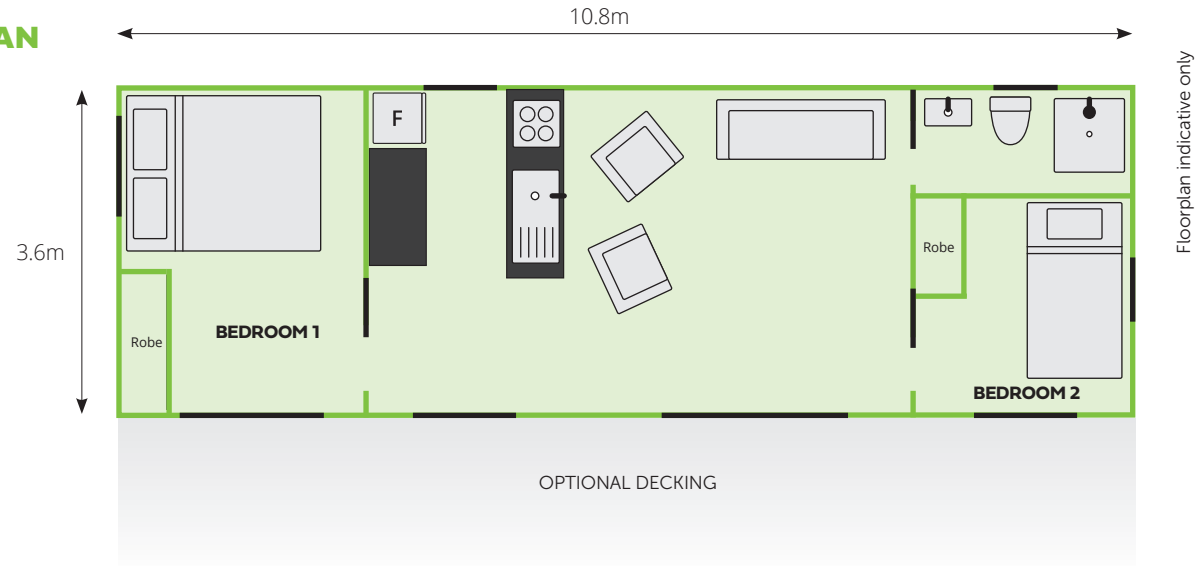 AN
10.8m
Floorplan indicative only
3.6m
F
Robe
BEDROOM 1
Robe
BEDROOM 2
OPTIONAL DECKING